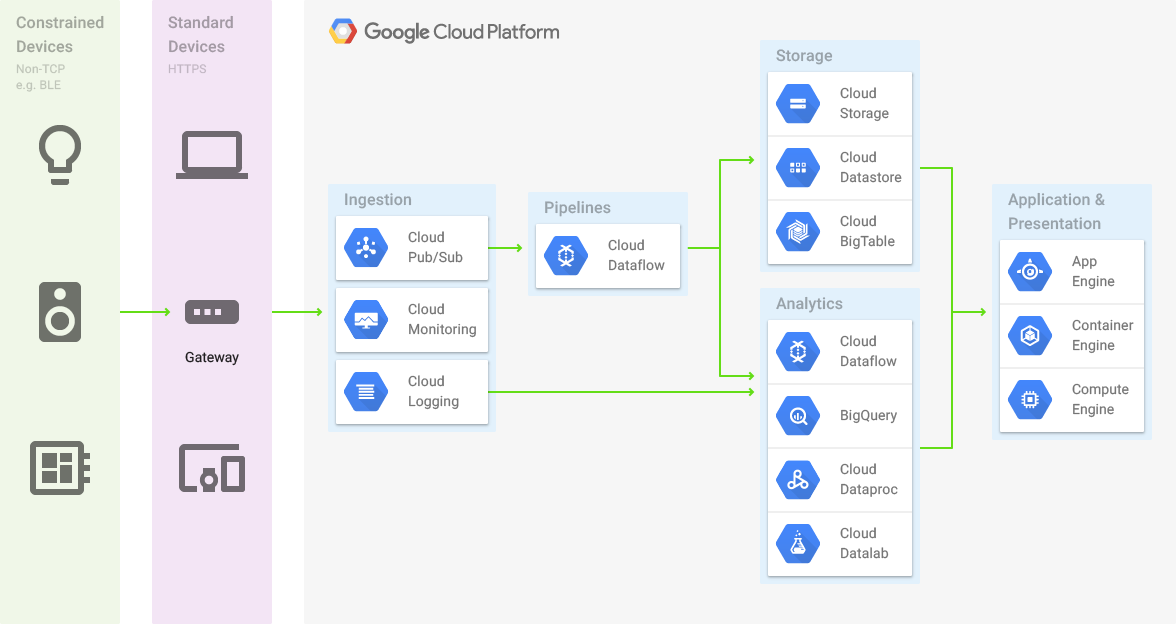 Constrained
Devices
Non-TCP
e.g. BLE
Standard
Devices
HTTPS
Gateway
Google Cloud Platform
Ingestion
Cloud
Pub/Sub
Cloud
Monitoring
Cloud
Logging
Pipelines
Cloud
Dataflow
Storage
Cloud
Storage
Cloud
Datastore
Cloud
BigTable
Analytics
Cloud
Dataflow
BigQuery
Cloud
Dataproc
Cloud
Datalab
Application &
Presentation
App
Engine
Container
Engine
Compute
Engine